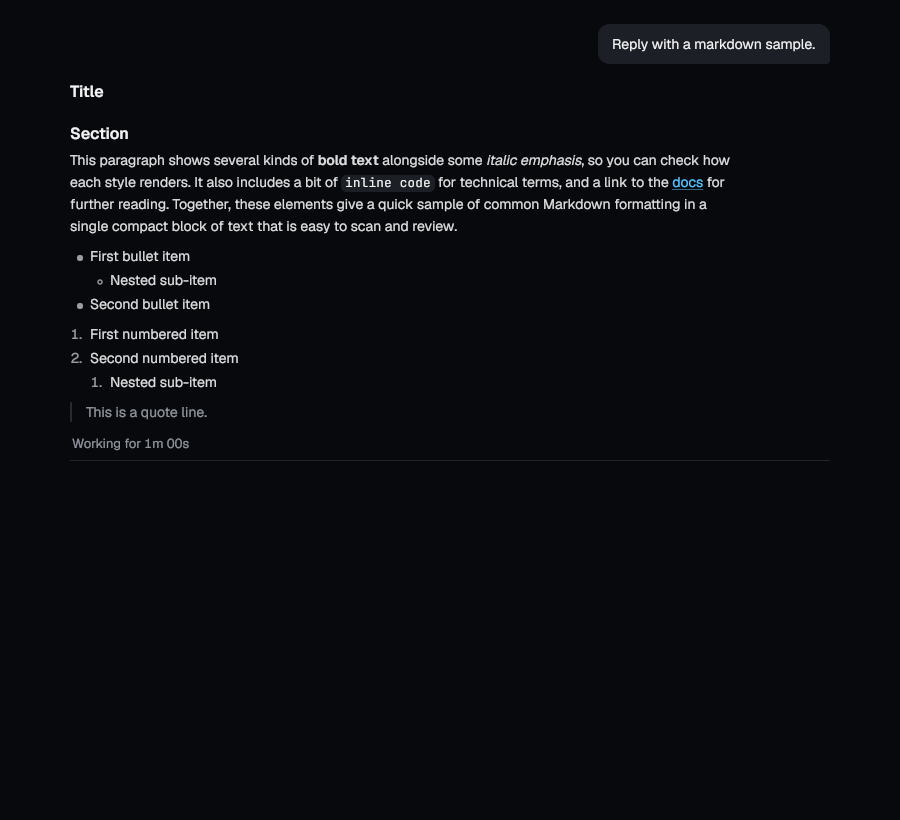 Reply with a markdown sample.
Title
Section
This paragraph shows several kinds of bold text alongside some italic emphasis, so you can check how
each style renders. It also includes a bit of inline code for technical terms, and a link to the docs for
further reading. Together, these elements give a quick sample of common Markdown formatting in a
single compact block of text that is easy to scan and review.
First bullet item
Nested sub-item
Second bullet item
1. First numbered item
2. Second numbered item
1. Nested sub-item
This is a quote line.
Working for 1m 00s